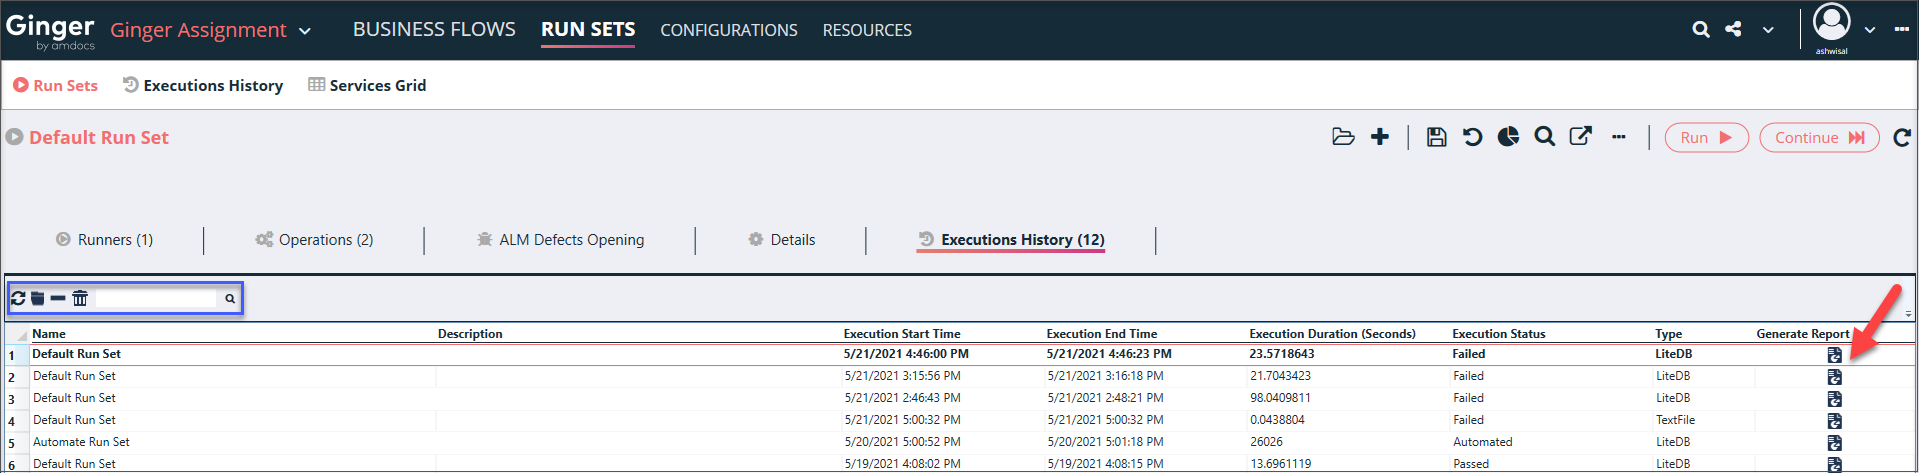 Ginger Ginger Assignment BUSINESS FLOWS RUN SETS CONFIGURATIONS RESOURCES
by amdocs
ashwisal
Run Sets Executions History Services Grid
Default Run Set Run Continue
Runners (1) Operations (2) ALM Defects Opening Details Executions History (12)
Name Description Execution Start Time Execution End Time Execution Duration (Seconds) Execution Status Type Generate Report
1 Default Run Set 5/21/2021 4:46:00 PM 5/21/2021 4:46:23 PM 23.5718643 Failed LiteDB
2 Default Run Set 5/21/2021 3:15:56 PM 5/21/2021 3:16:18 PM 21.7043423 Failed LiteDB
3 Default Run Set 5/21/2021 2:46:43 PM 5/21/2021 2:48:21 PM 98.0409811 Failed LiteDB
4 Default Run Set 5/21/2021 5:00:32 PM 5/21/2021 5:00:32 PM 0.0438804 Failed TextFile
5 Automate Run Set 5/20/2021 5:00:52 PM 5/20/2021 5:01:18 PM 26026 Automated LiteDB
6 Default Run Set 5/19/2021 4:08:02 PM 5/19/2021 4:08:15 PM 13.6961119 Passed LiteDB